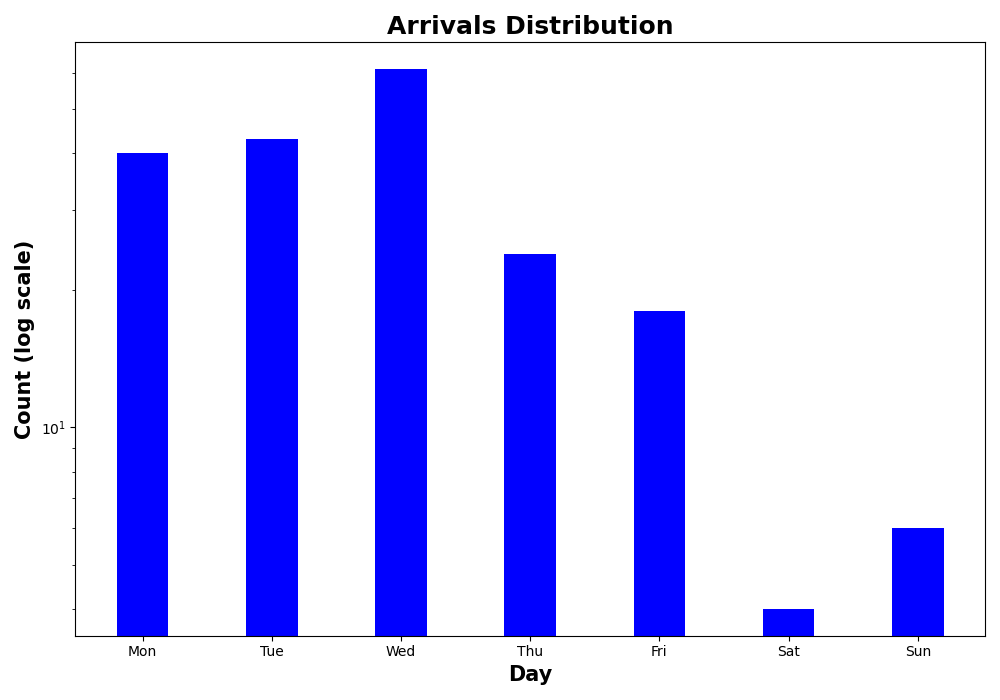 Arrivals Distribution
Count (log scale)
10¹
Mon Tue Wed Thu Fri Sat Sun
Day